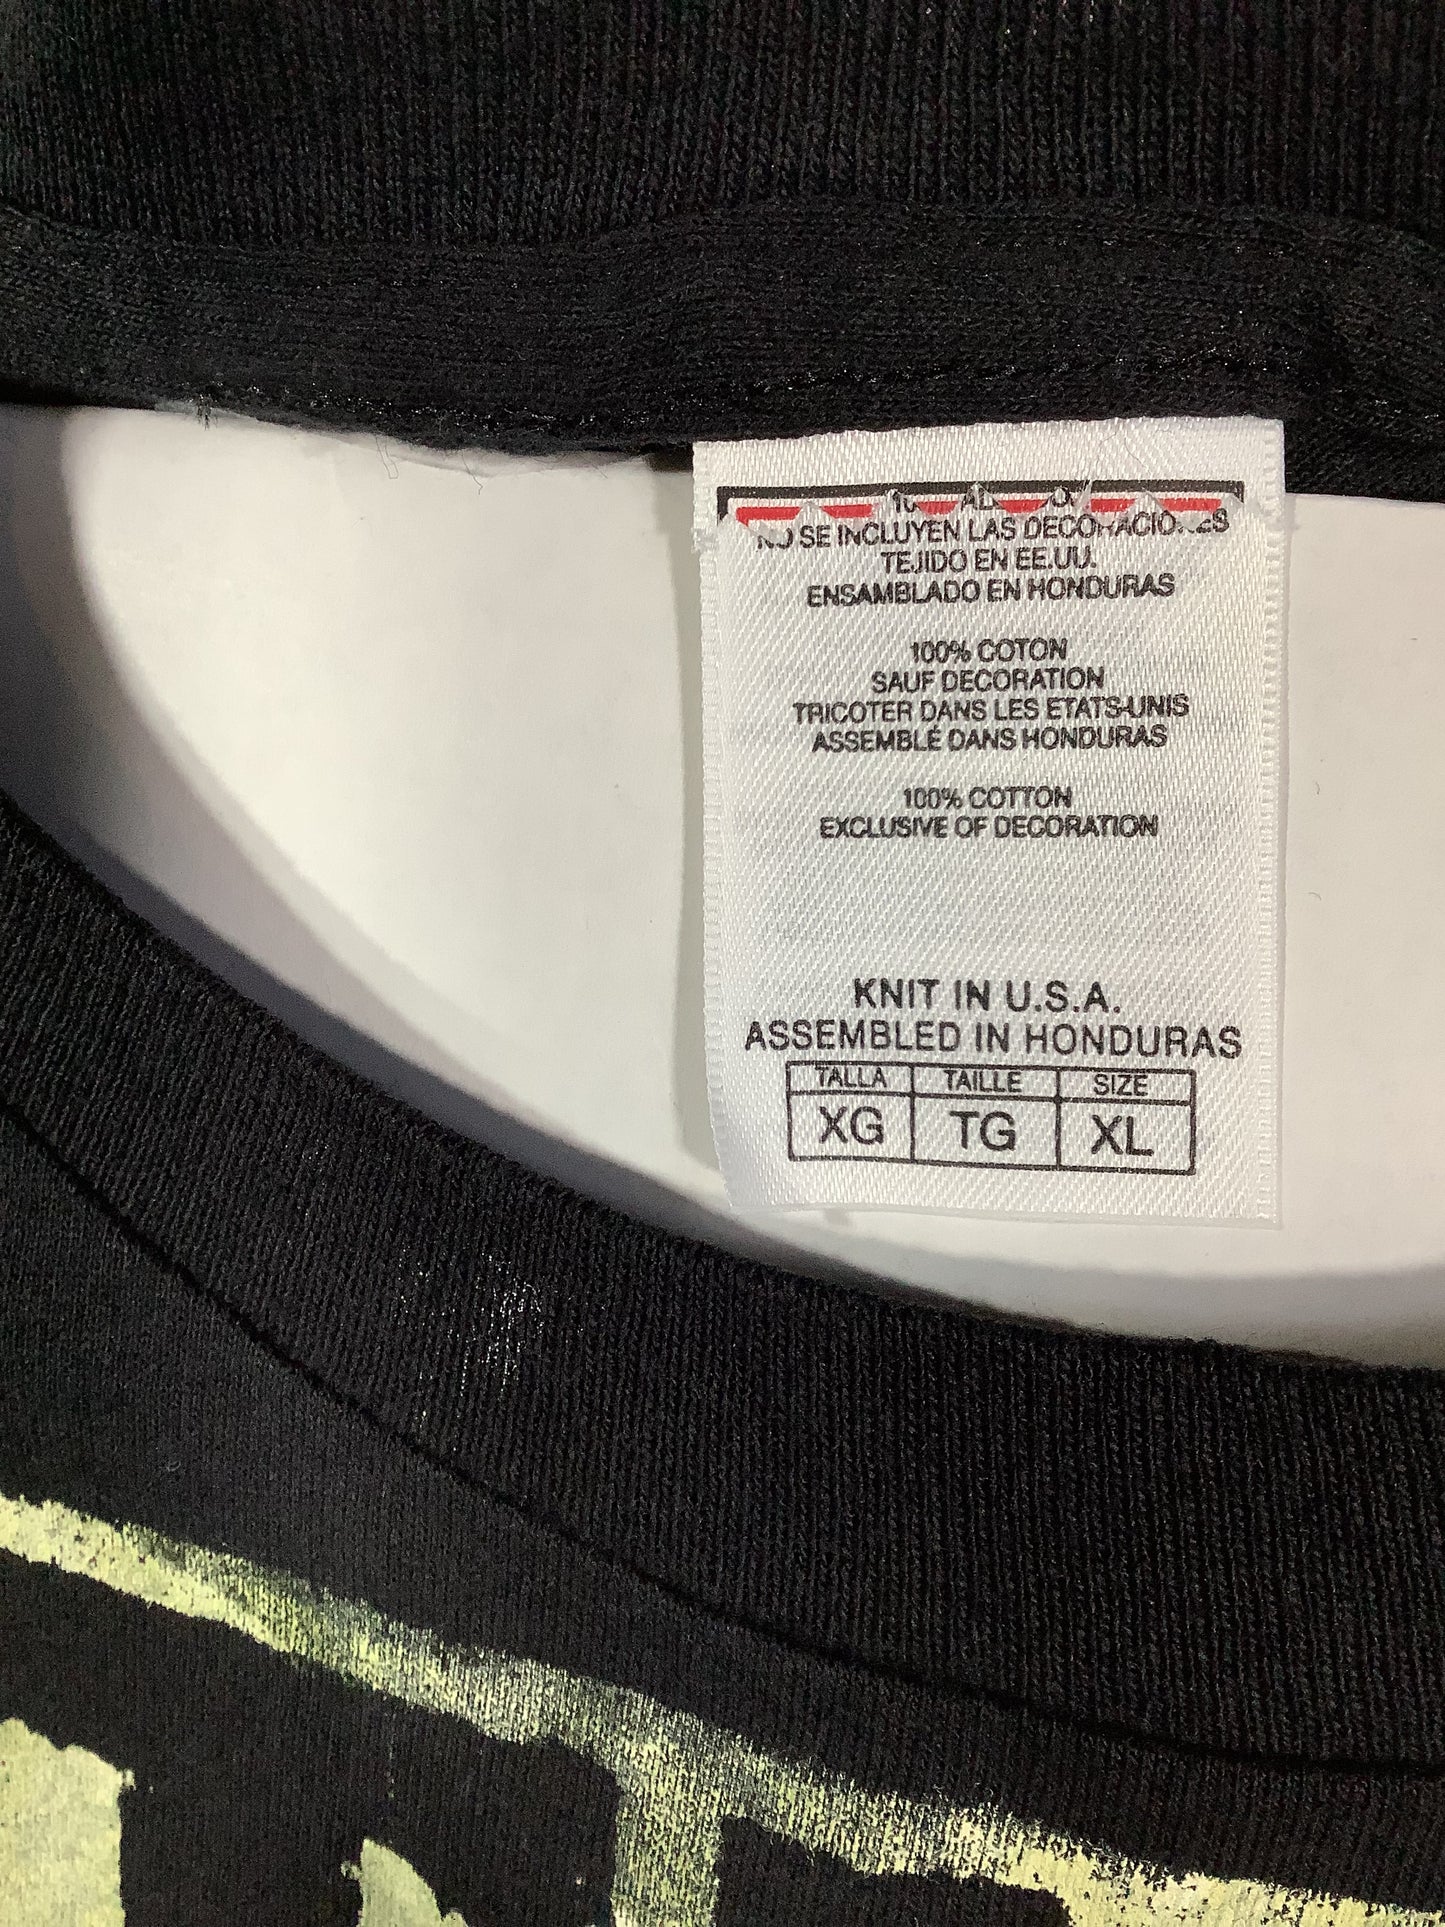 SE INCLUYEN LAS DECORACIONES
TEJIDO EN EE.UU.
ENSAMBLADO EN HONDURAS
100% COTON
SAUF DECORATION
TRICOTER DANS LES ETATS-UNIS
ASSEMBLÉ DANS HONDURAS
100% COTTON
EXCLUSIVE OF DECORATION
KNIT IN U.S.A.
ASSEMBLED IN HONDURAS
TALLA TAILLE SIZE
XG TG XL